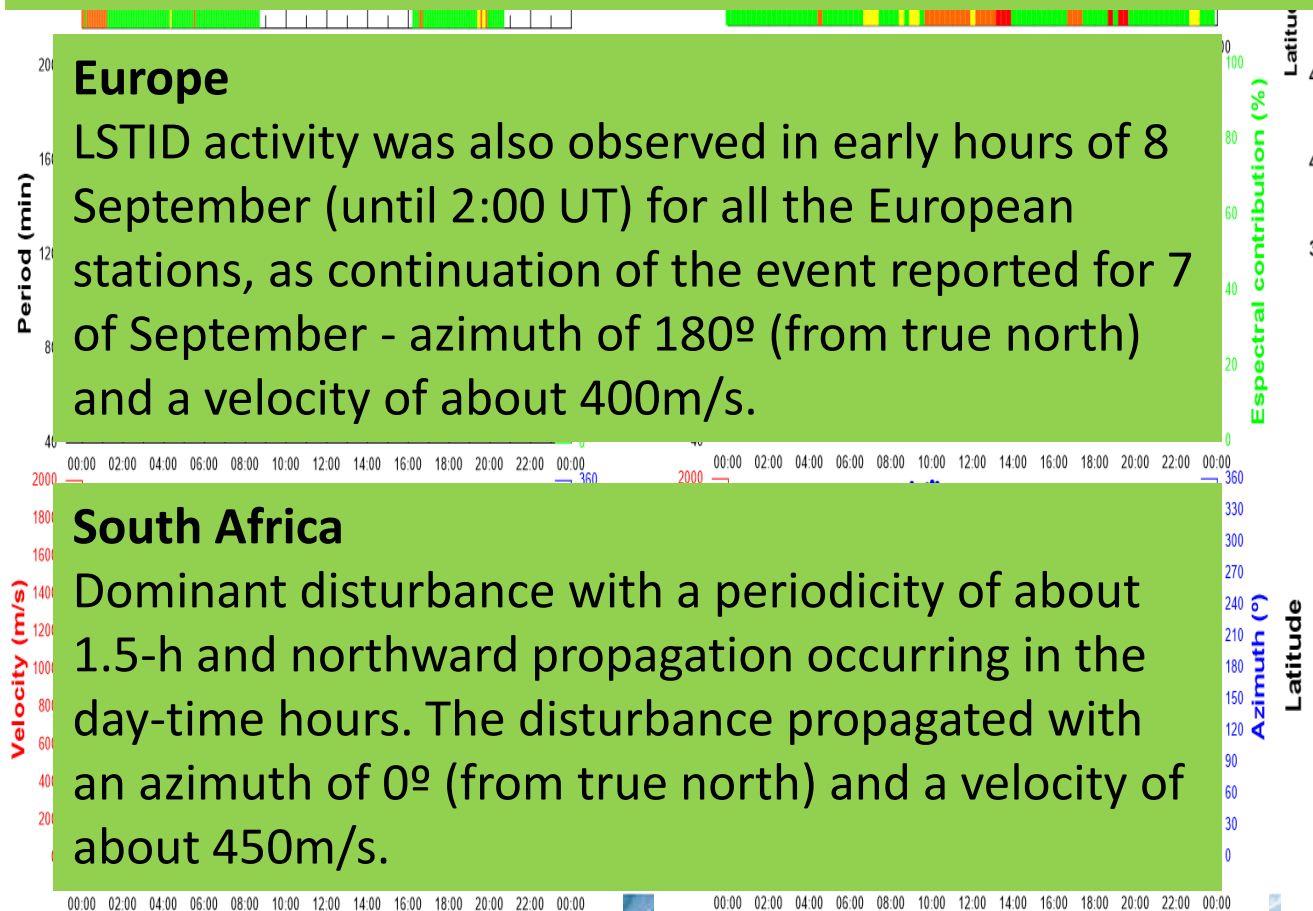 Latitu
200
100
Europe
LSTID activity was also observed in early hours of 8
September (until 2:00 UT) for all the European
stations, as continuation of the event reported for 7
of September - azimuth of 180º (from true north)
and a velocity of about 400m/s.
Period (min)
80
60
40
20
0
Espectral contribution (%)
00:00 02:00 04:00 06:00 08:00 10:00 12:00 14:00 16:00 18:00 20:00 22:00 00:00
00:00 02:00 04:00 06:00 08:00 10:00 12:00 14:00 16:00 18:00 20:00 22:00 00:00
2000
360
2000
360
South Africa
Dominant disturbance with a periodicity of about
1.5-h and northward propagation occurring in the
day-time hours. The disturbance propagated with
an azimuth of 0º (from true north) and a velocity of
about 450m/s.
Velocity (m/s)
330
300
270
240
210
180
150
120
90
60
30
0
Azimuth (º)
Latitude
00:00 02:00 04:00 06:00 08:00 10:00 12:00 14:00 16:00 18:00 20:00 22:00 00:00
00:00 02:00 04:00 06:00 08:00 10:00 12:00 14:00 16:00 18:00 20:00 22:00 00:00